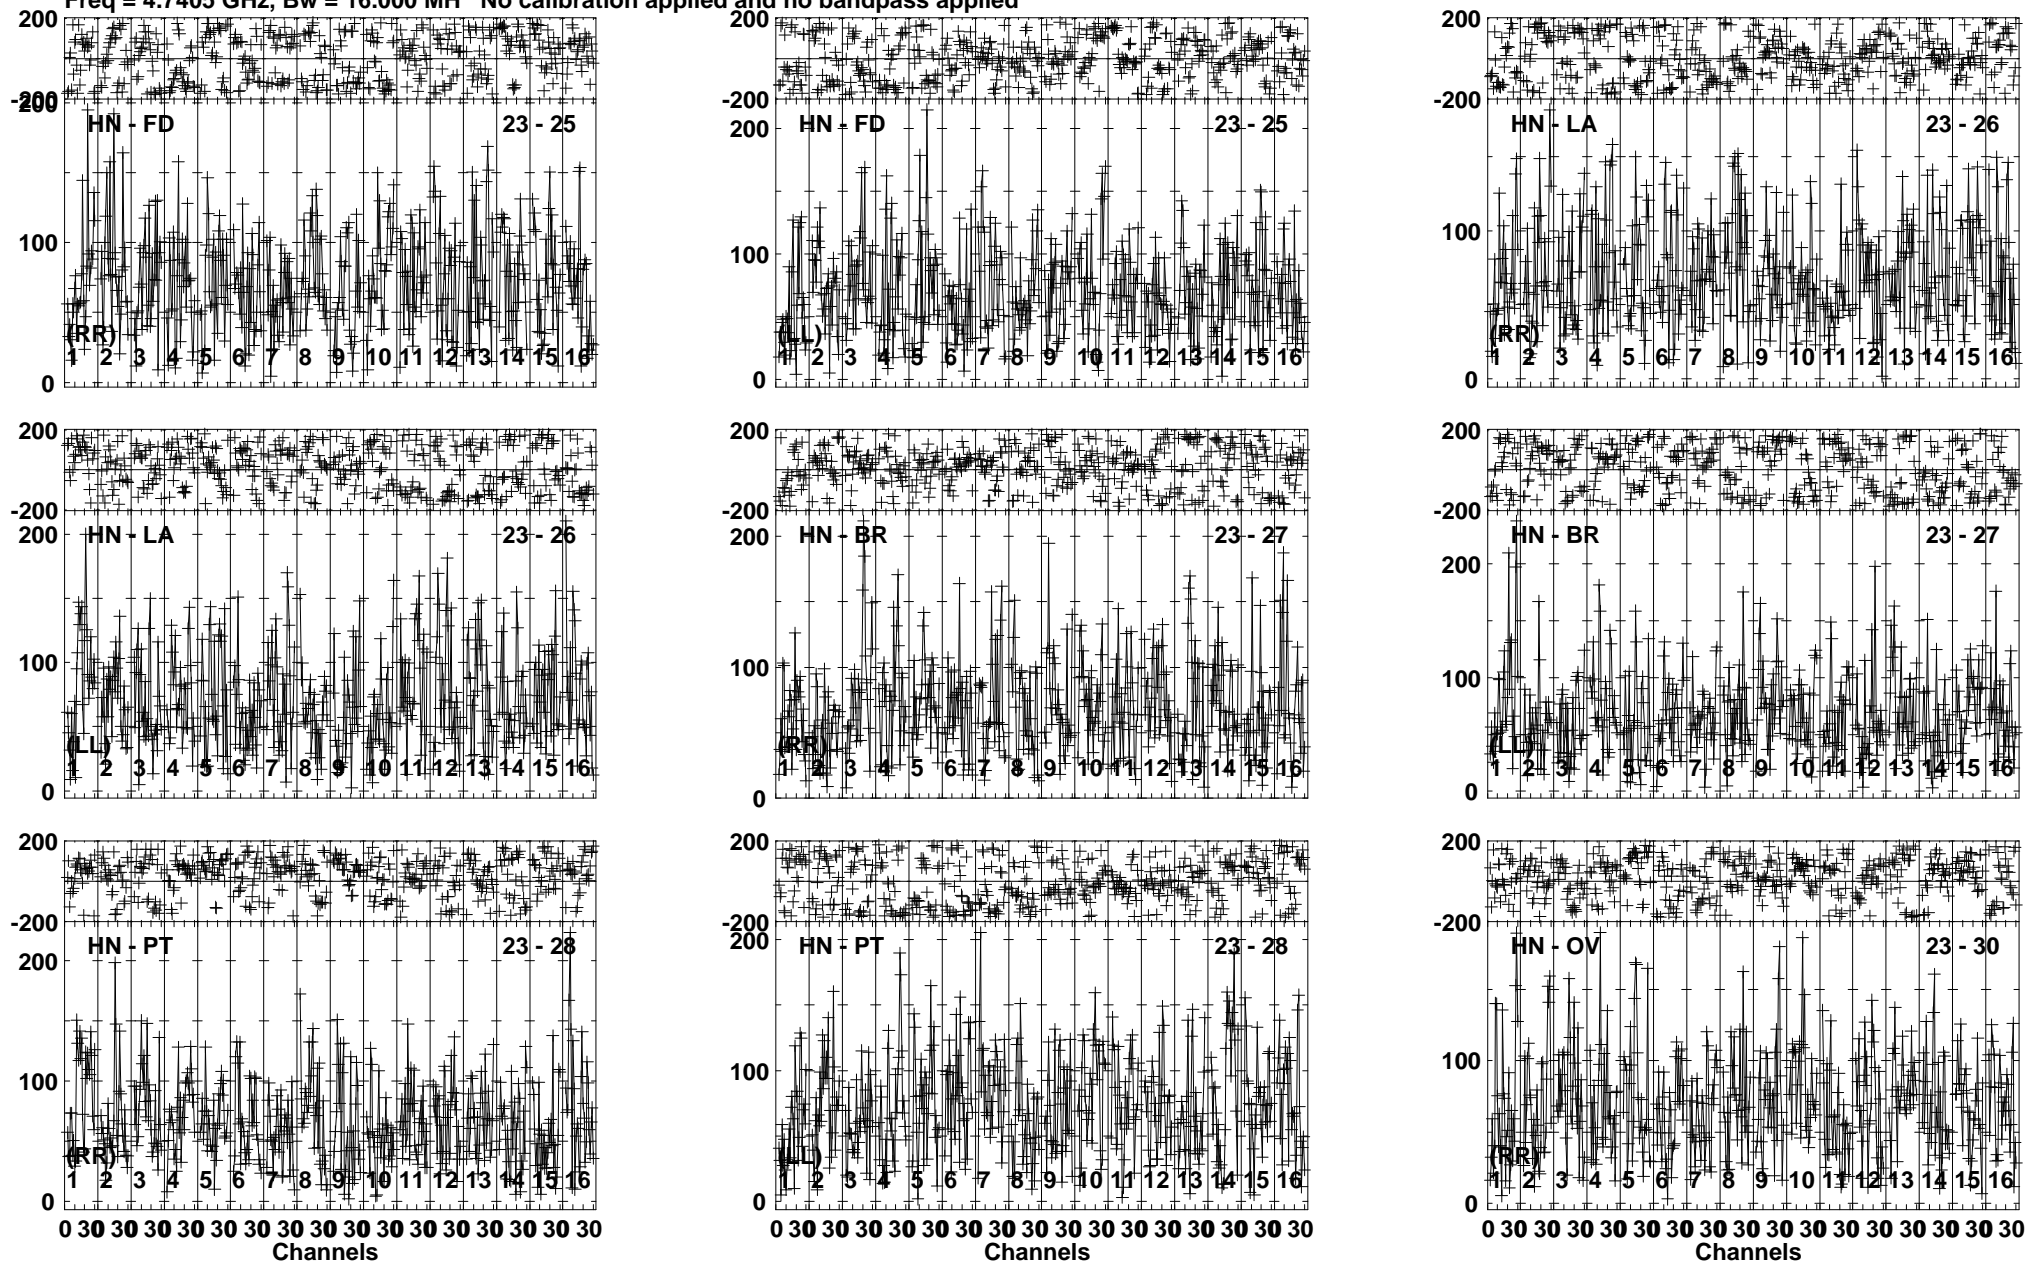 Freq = 4.7405 GHz, Bw = 16.000 MH No calibration applied and no bandpass applied
200 200 200
-200 -200 -200
200 HN - FD 23 - 25 200 HN - FD 23 - 25 HN - LA 23 - 26
100 100 100
(RR) (LL) (RR)
1 2 3 4 5 6 7 8 9 10 11 12 13 14 15 16 1 2 3 4 5 6 7 8 9 10 11 12 13 14 15 16 1 2 3 4 5 6 7 8 9 10 11 12 13 14 15 16
0 0 0
200 200 200
-200 -200 -200
200 HN - LA 23 - 26 200 HN - BR 23 - 27 HN - BR 23 - 27
200
100 100 100
(LL) (RR) (LL)
1 2 3 4 5 6 7 8 9 10 11 12 13 14 15 16 1 2 3 4 5 6 7 8 9 10 11 12 13 14 15 16 1 2 3 4 5 6 7 8 9 10 11 12 13 14 15 16
0 0 0
200 200 200
-200 -200 -200
HN - PT 23 - 28 200 HN - PT 23 - 28 HN - OV 23 - 30
200
100 100 100
(RR) (LL) (RR)
1 2 3 4 5 6 7 8 9 10 11 12 13 14 15 16 1 2 3 4 5 6 7 8 9 10 11 12 13 14 15 16 1 2 3 4 5 6 7 8 9 10 11 12 13 14 15 16
0 0 0
0 30 30 30 30 30 30 30 30 30 30 30 30 30 30 30 30 0 30 30 30 30 30 30 30 30 30 30 30 30 30 30 30 30 0 30 30 30 30 30 30 30 30 30 30 30 30 30 30 30 30
Channels Channels Channels